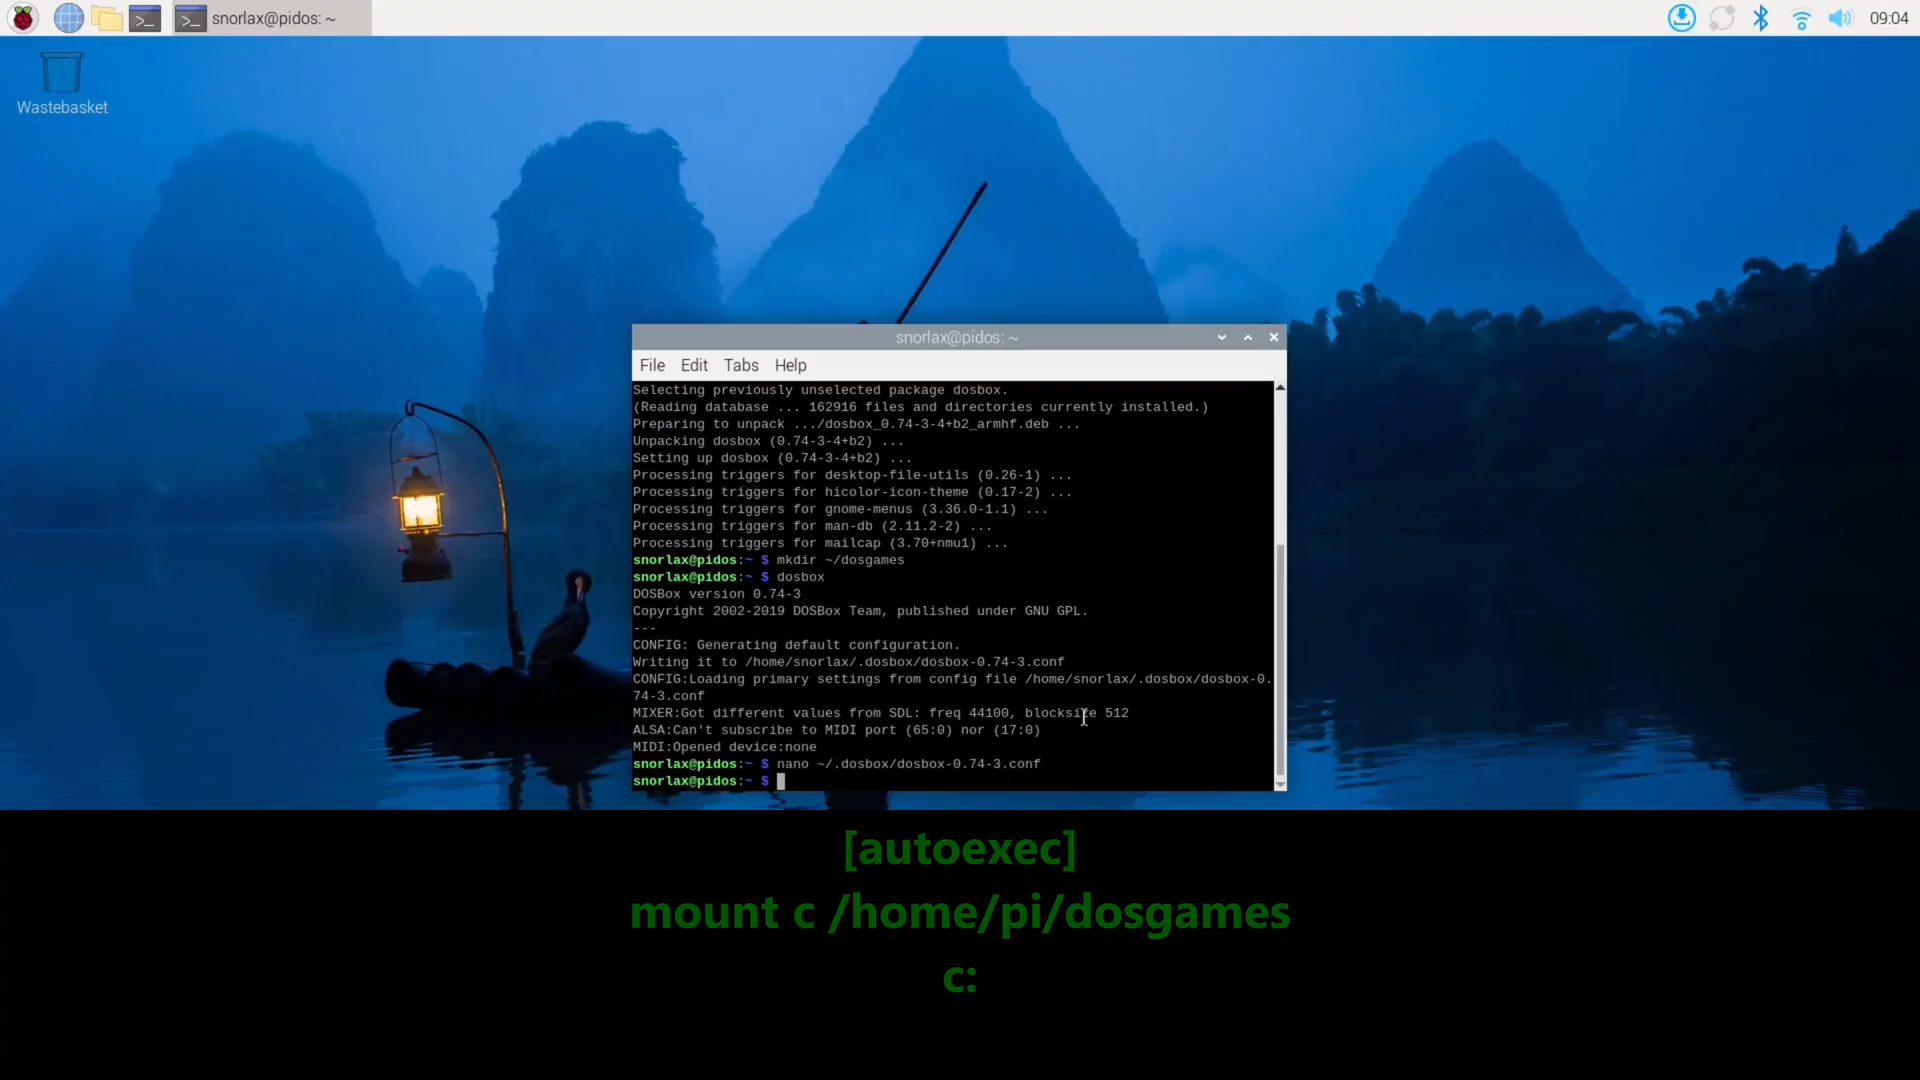 snorlax@pidos: ~
09:04
Wastebasket
snorlax@pidos: ~
File Edit Tabs Help
Selecting previously unselected package dosbox.
(Reading database ... 162916 files and directories currently installed.)
Preparing to unpack .../dosbox_0.74-3-4+b2_armhf.deb ...
Unpacking dosbox (0.74-3-4+b2) ...
Setting up dosbox (0.74-3-4+b2) ...
Processing triggers for desktop-file-utils (0.26-1) ...
Processing triggers for hicolor-icon-theme (0.17-2) ...
Processing triggers for gnome-menus (3.36.0-1.1) ...
Processing triggers for man-db (2.11.2-2) ...
Processing triggers for mailcap (3.70+nmu1) ...
snorlax@pidos:~ $ mkdir ~/dosgames
snorlax@pidos:~ $ dosbox
DOSBox version 0.74-3
Copyright 2002-2019 DOSBox Team, published under GNU GPL.
---
CONFIG: Generating default configuration.
Writing it to /home/snorlax/.dosbox/dosbox-0.74-3.conf
CONFIG:Loading primary settings from config file /home/snorlax/.dosbox/dosbox-0.
74-3.conf
MIXER:Got different values from SDL: freq 44100, blocksize 512
ALSA:Can't subscribe to MIDI port (65:0) nor (17:0)
MIDI:Opened device:none
snorlax@pidos:~ $ nano ~/.dosbox/dosbox-0.74-3.conf
snorlax@pidos:~ $
[autoexec]
mount c /home/pi/dosgames
c: